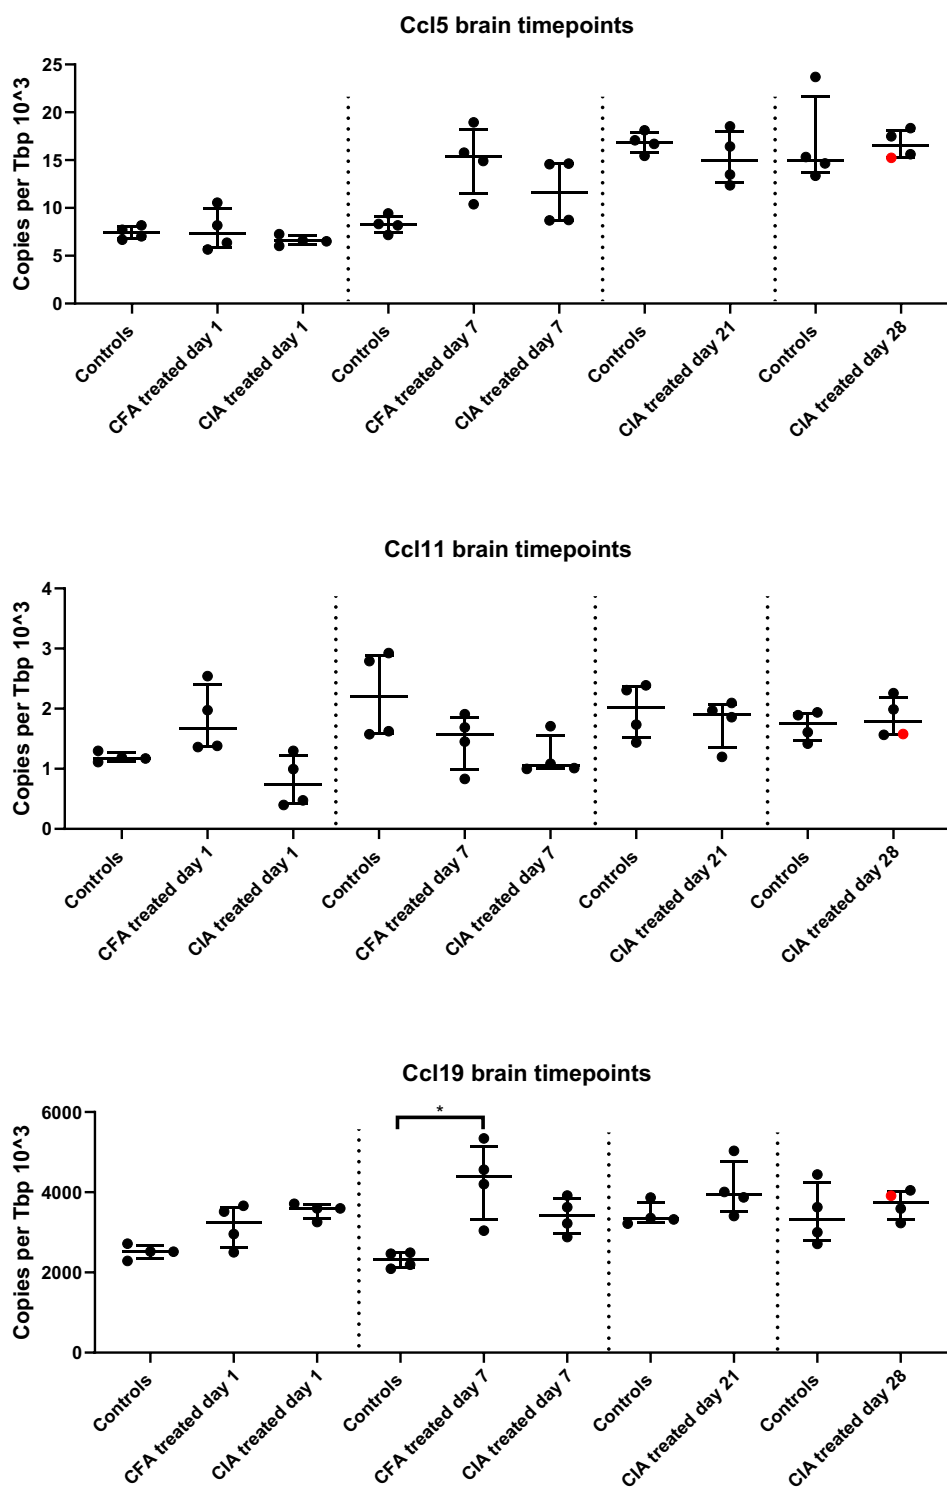 Ccl5 brain timepoints
Copies per Tbp 10^3
25
20
15
10
5
0
Controls
CFA treated day 1
CIA treated day 1
Controls
CFA treated day 7
CIA treated day 7
Controls
CIA treated day 21
Controls
CIA treated day 28
Ccl11 brain timepoints
Copies per Tbp 10^3
4
3
2
1
0
Controls
CFA treated day 1
CIA treated day 1
Controls
CFA treated day 7
CIA treated day 7
Controls
CIA treated day 21
Controls
CIA treated day 28
Ccl19 brain timepoints
Copies per Tbp 10^3
6000
4000
2000
0
*
Controls
CFA treated day 1
CIA treated day 1
Controls
CFA treated day 7
CIA treated day 7
Controls
CIA treated day 21
Controls
CIA treated day 28